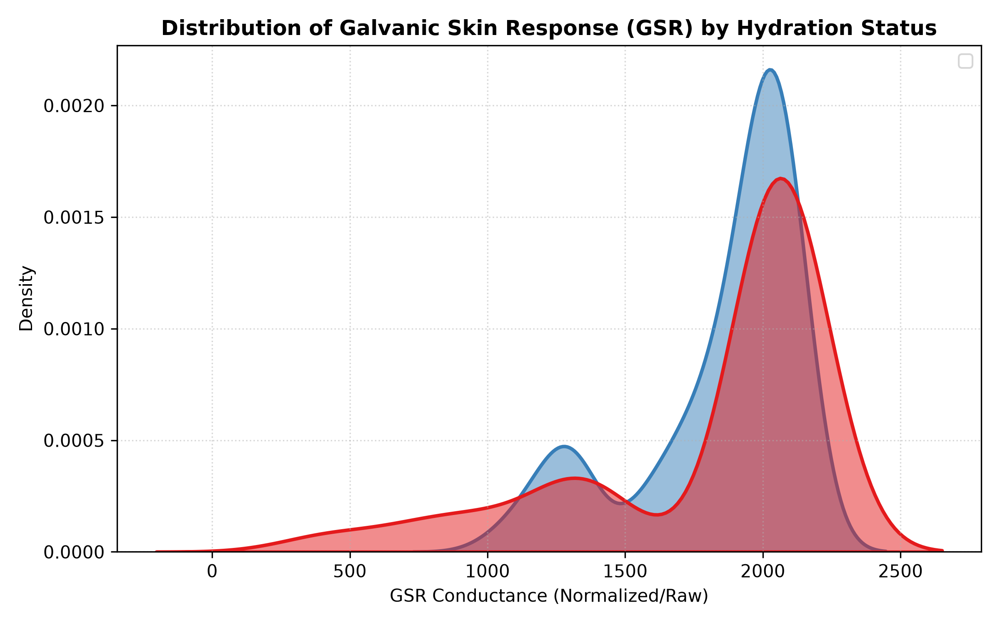 Distribution of Galvanic Skin Response (GSR) by Hydration Status
0.0020
0.0015
0.0010
0.0005
0.0000
Density
0 500 1000 1500 2000 2500
GSR Conductance (Normalized/Raw)